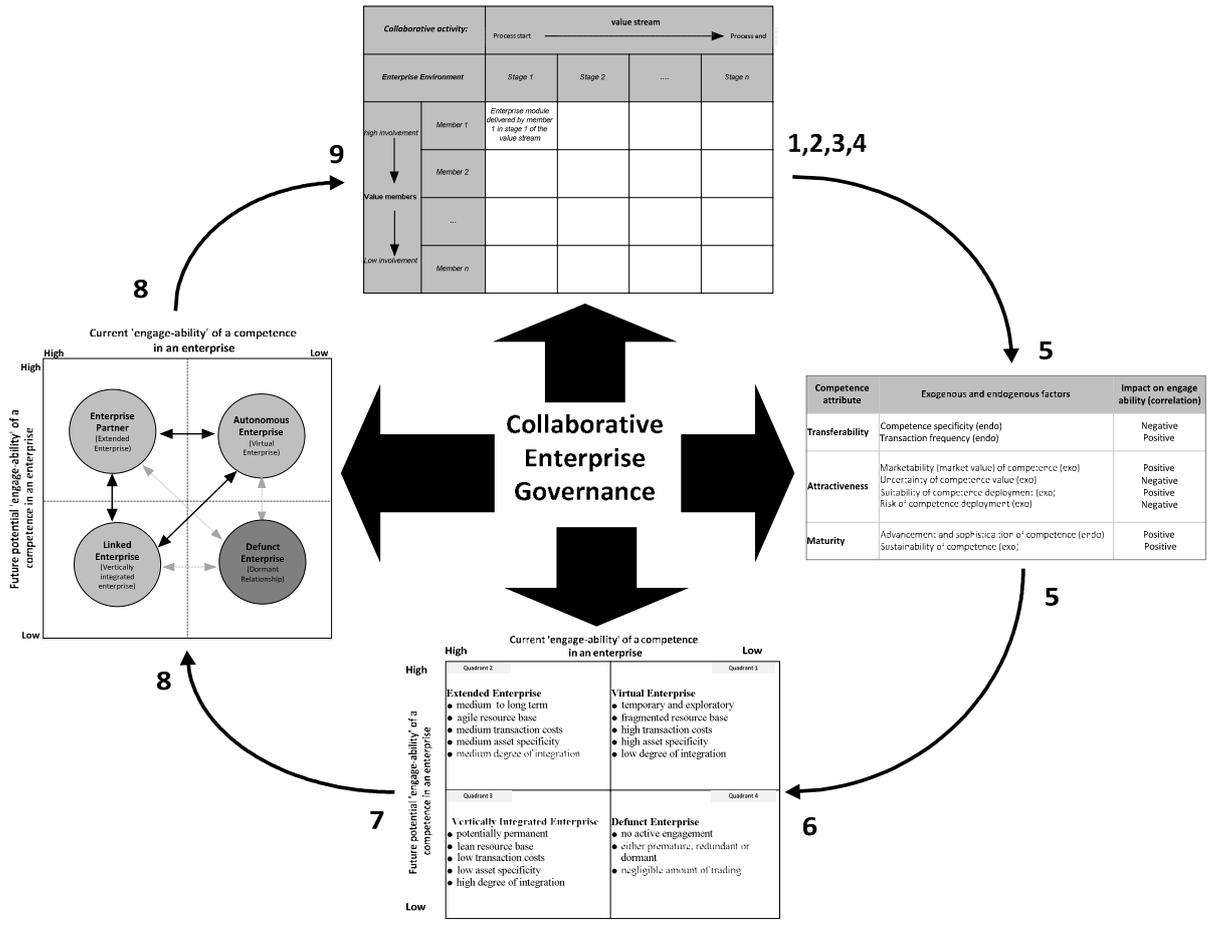 Collaborative activity:
value stream
Process start
Process end
Enterprise Environment
Stage 1
Stage 2
....
Stage n
high involvement
Value members
Low involvement
Member 1
Enterprise module
delivered by member
1 in stage 1 of the
value stream
Member 2
...
Member n
9
1,2,3,4
8
5
Current 'engage-ability' of a competence
in an enterprise
High
Low
High
Low
Future potential 'engage-ability' of a
competence in an enterprise
Enterprise
Partner
(Extended
Enterprise)
Autonomous
Enterprise
(Virtual
Enterprise)
Linked
Enterprise
(Vertically
integrated
enterprise)
Defunct
Enterprise
(Dormant
Relationship)
Collaborative
Enterprise
Governance
Competence
attribute
Exogenous and endogenous factors
Impact on engage
ability (correlation)
Transferability
Competence specificity (endo)
Negative
Transaction frequency (endo)
Positive
Attractiveness
Marketability (market value) of competence (exo)
Positive
Uncertainty of competence value (exo)
Negative
Suitability of competence deployment (exo)
Positive
Risk of competence deployment (exo)
Negative
Maturity
Advancement and sophistication of competence (endo)
Positive
Sustainability of competence (exo)
Positive
5
8
7
6
Current 'engage-ability' of a competence
in an enterprise
High
Low
High
Low
Future potential 'engage-ability' of a
competence in an enterprise
Quadrant 2
Extended Enterprise
● medium to long term
● agile resource base
● medium transaction costs
● medium asset specificity
● medium degree of integration
Quadrant 1
Virtual Enterprise
● temporary and exploratory
● fragmented resource base
● high transaction costs
● high asset specificity
● low degree of integration
Quadrant 3
Vertically Integrated Enterprise
● potentially permanent
● lean resource base
● low transaction costs
● low asset specificity
● high degree of integration
Quadrant 4
Defunct Enterprise
● no active engagement
● either premature, redundant or
dormant
● negligible amount of trading